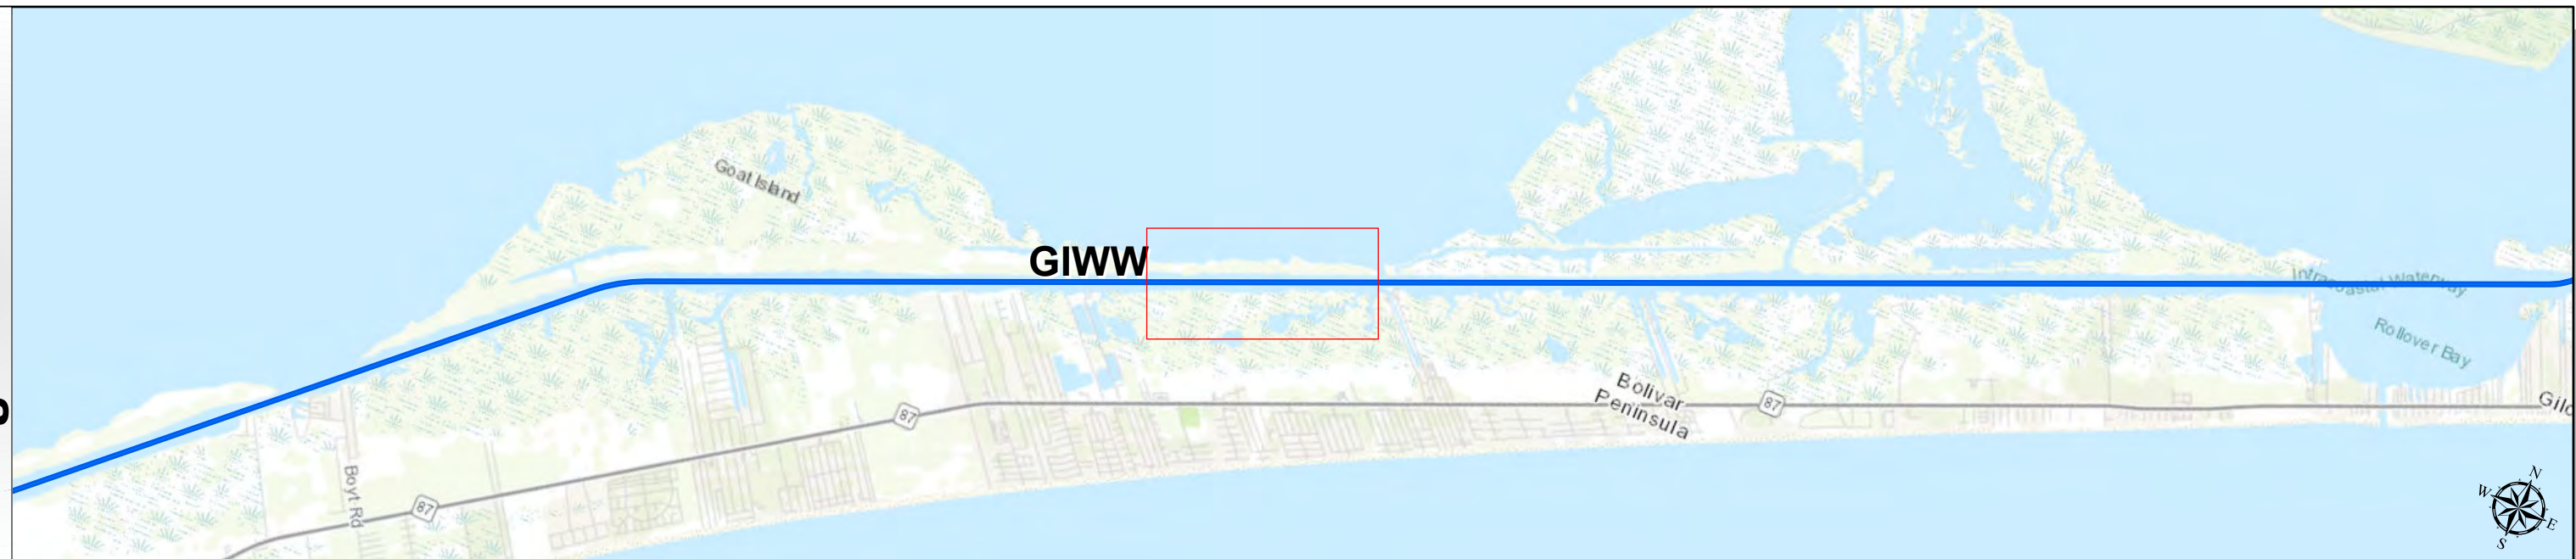 Goat Island
GIWW
Intracoastal Waterway
Rollover Bay
Bolivar
Peninsula
87
87
87
Boyt Rd
N
W
E
S